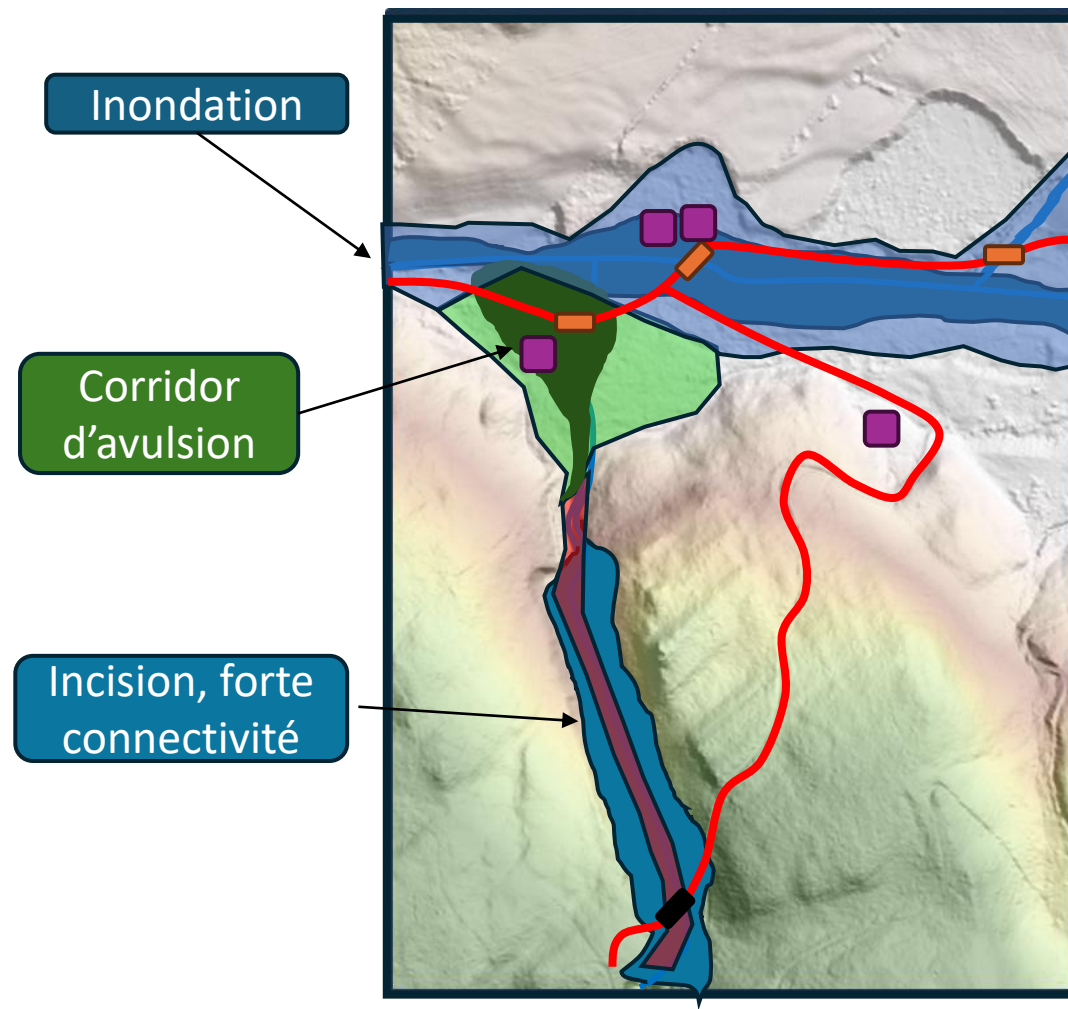 Inondation
Corridor
d’avulsion
Incision, forte
connectivité